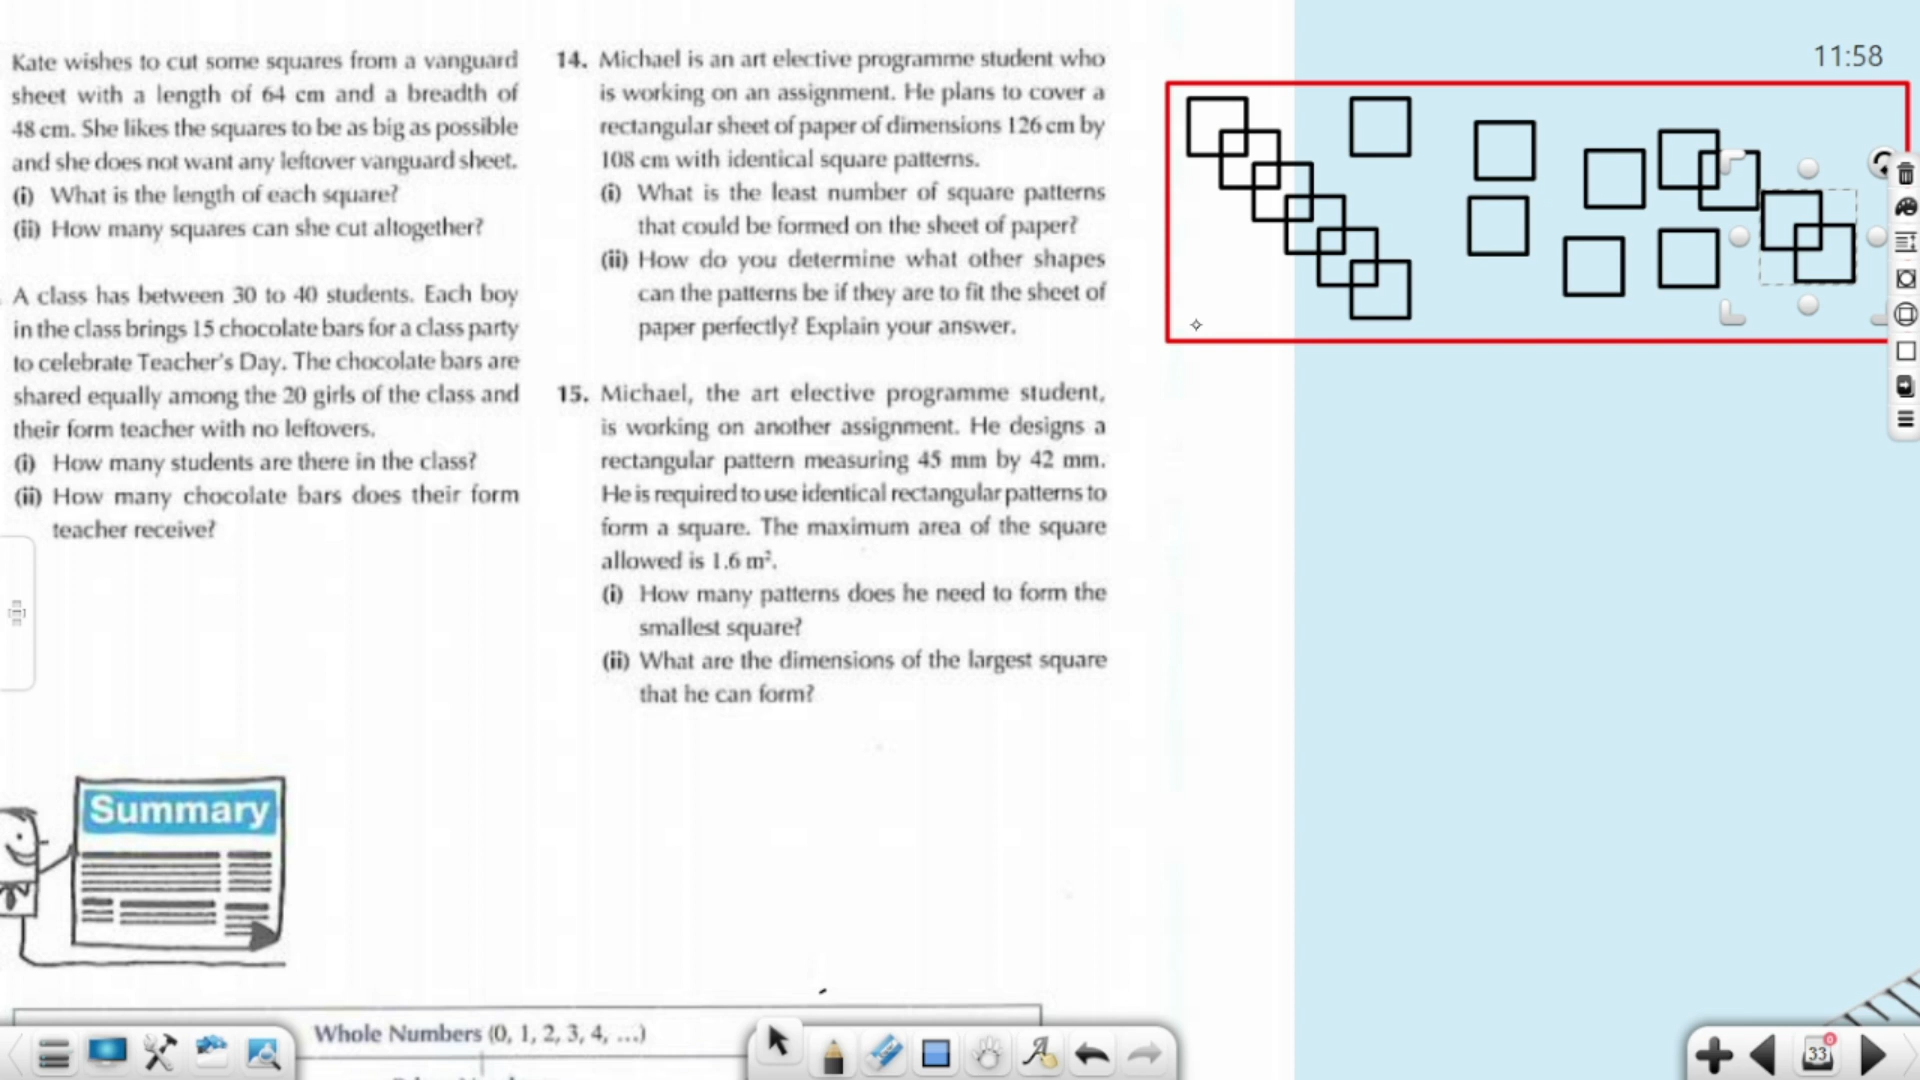 Kate wishes to cut some squares from a vanguard
sheet with a length of 64 cm and a breadth of
48 cm. She likes the squares to be as big as possible
and she does not want any leftover vanguard sheet.
(i) What is the length of each square?
(ii) How many squares can she cut altogether?
A class has between 30 to 40 students. Each boy
in the class brings 15 chocolate bars for a class party
to celebrate Teacher's Day. The chocolate bars are
shared equally among the 20 girls of the class and
their form teacher with no leftovers.
(i) How many students are there in the class?
(ii) How many chocolate bars does their form
teacher receive?
14. Michael is an art elective programme student who
is working on an assignment. He plans to cover a
rectangular sheet of paper of dimensions 126 cm by
108 cm with identical square patterns.
(i) What is the least number of square patterns
that could be formed on the sheet of paper?
(ii) How do you determine what other shapes
can the patterns be if they are to fit the sheet of
paper perfectly? Explain your answer.
15. Michael, the art elective programme student,
is working on another assignment. He designs a
rectangular pattern measuring 45 mm by 42 mm.
He is required to use identical rectangular patterns to
form a square. The maximum area of the square
allowed is 1.6 m².
(i) How many patterns does he need to form the
smallest square?
(ii) What are the dimensions of the largest square
that he can form?
11:58
Summary
Whole Numbers (0, 1, 2, 3, 4, ...)
33
0